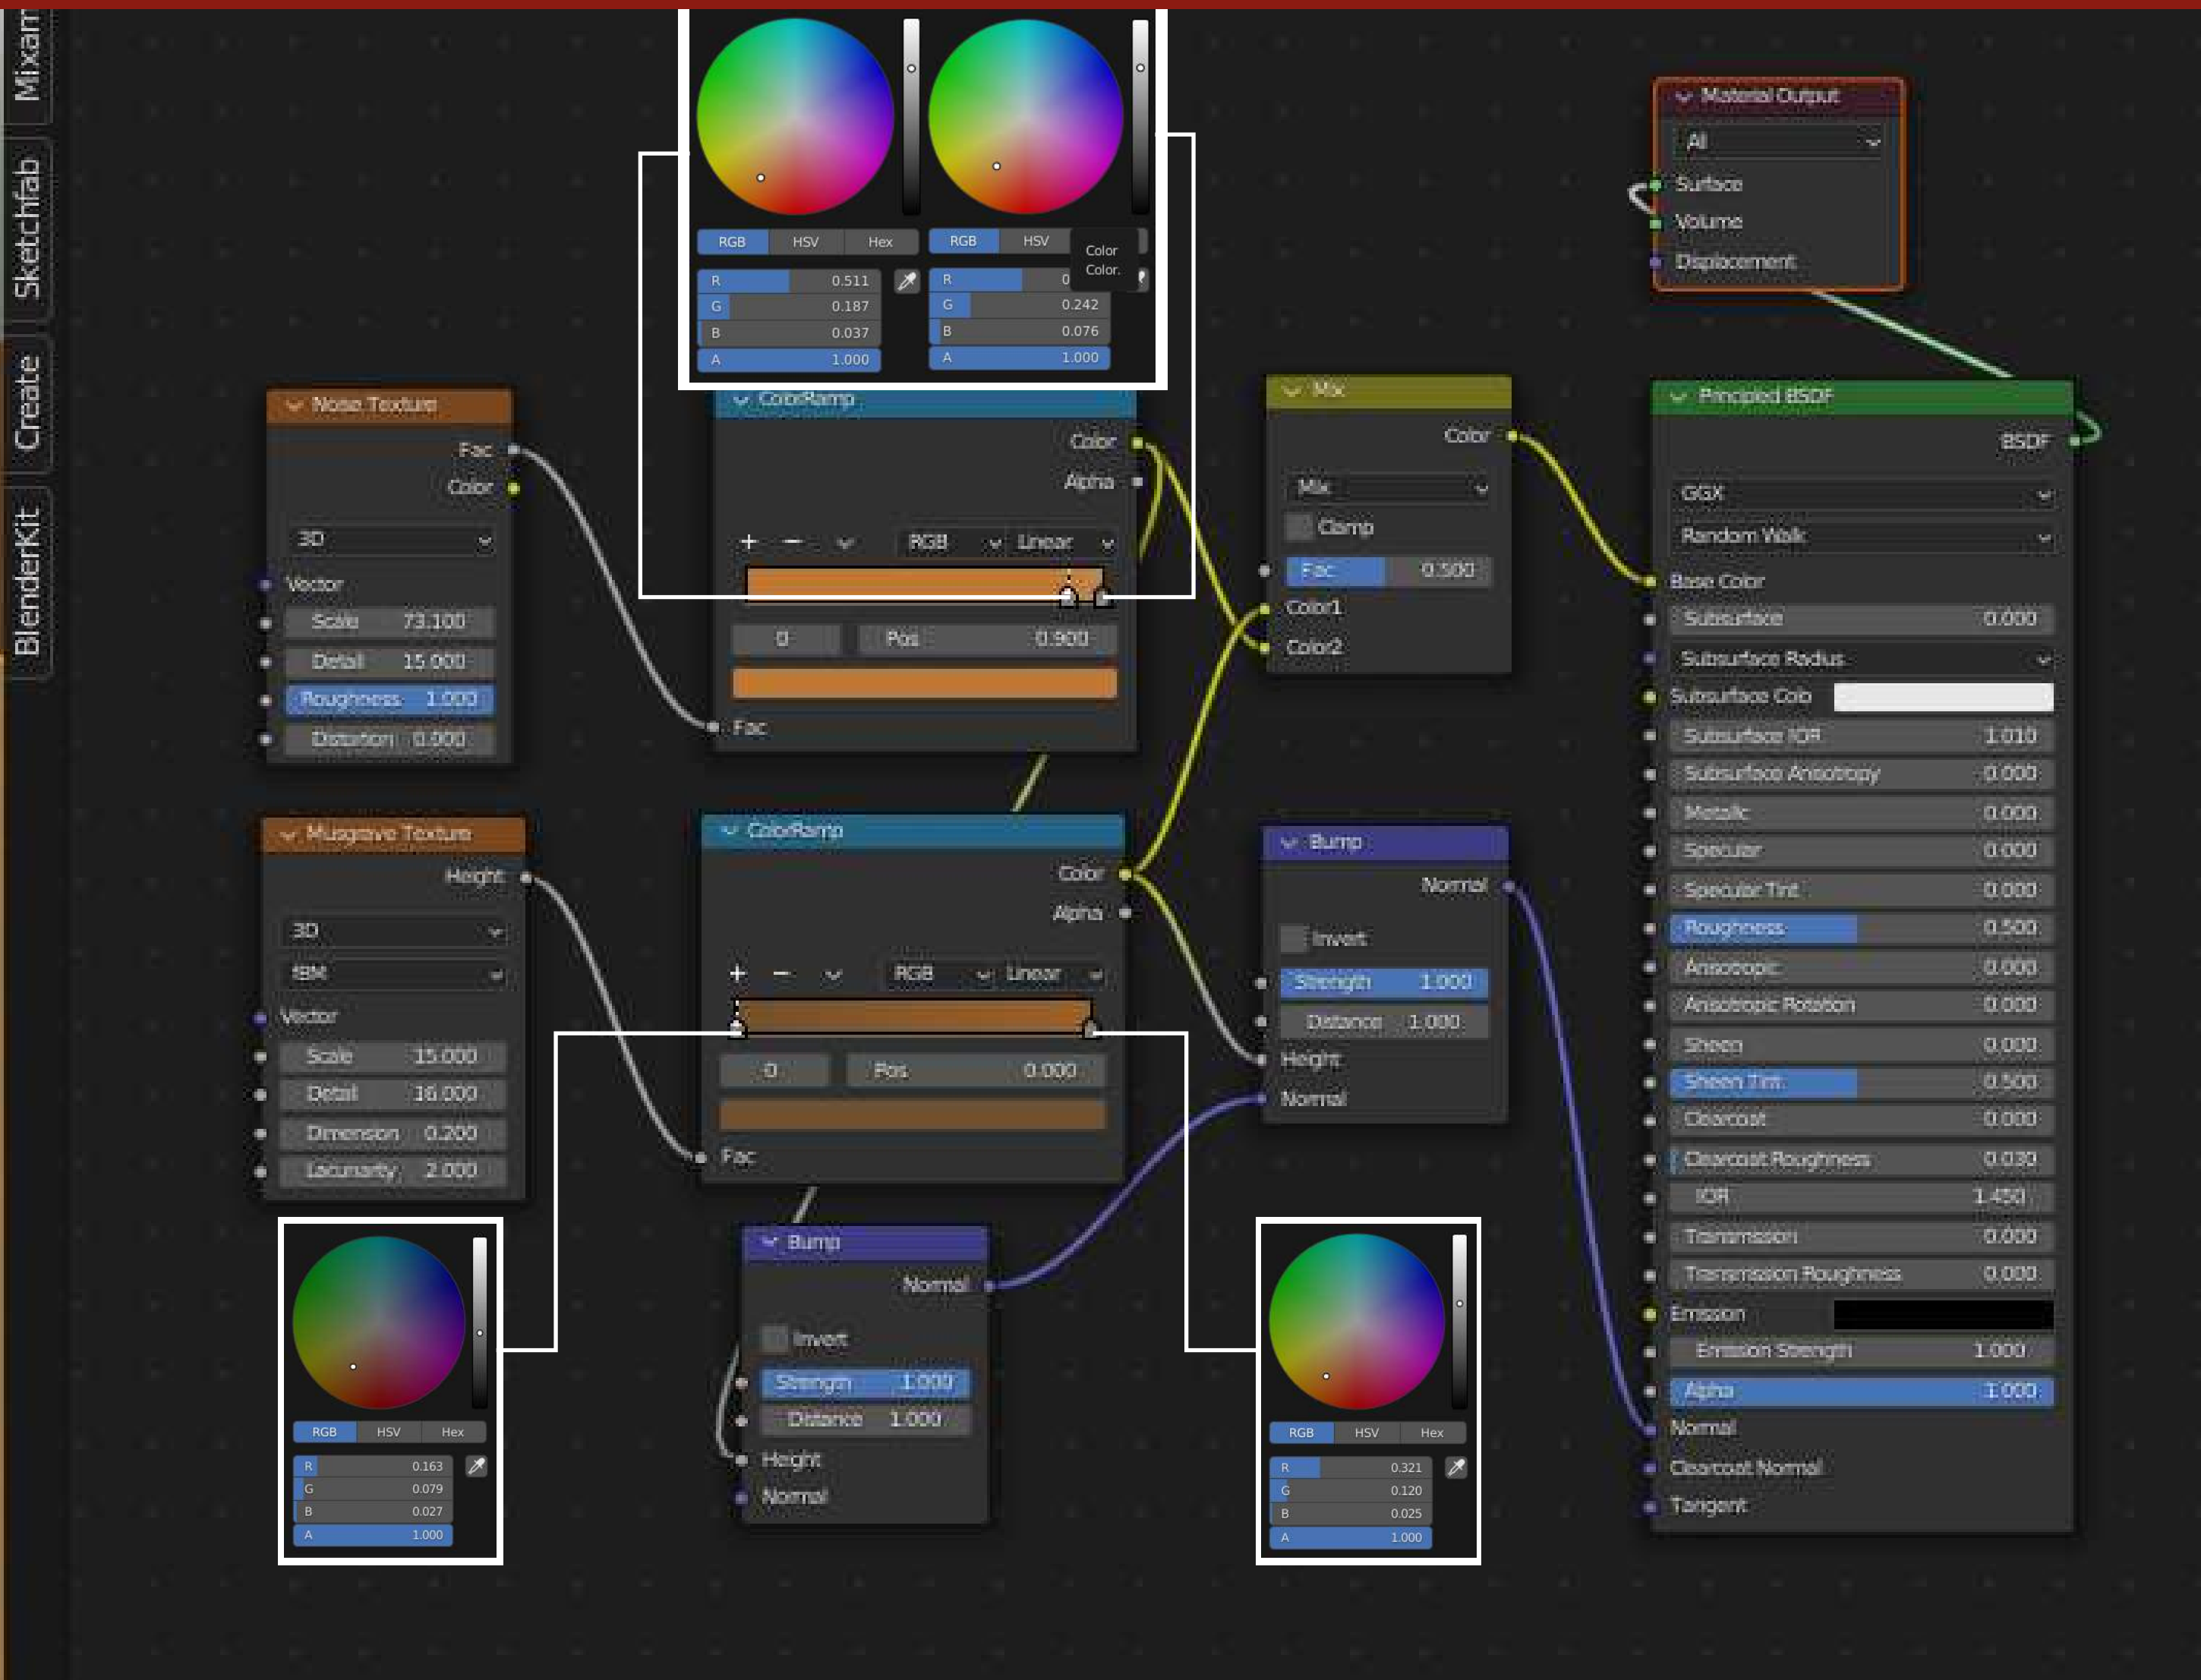 Mixam
Sketchfab
Create
BlenderKit
RGB HSV Hex
R 0.511
G 0.187
B 0.037
A 1.000
RGB HSV
Color
Color.
R 0
G 0.242
B 0.076
A 1.000
Noise Texture
Fac
Color
3D
Vector
Scale 73.100
Detail 15.000
Roughness 1.000
Distortion 0.900
ColorRamp
Color
Alpha
+ − RGB Linear
0 Pos 0.900
Fac
Mix
Color
Mix
Clamp
Fac 0.500
Color1
Color2
Material Output
All
Surface
Volume
Displacement
Musgrave Texture
Height
3D
fBM
Vector
Scale 15.000
Detail 16.000
Dimension 0.200
Lacunarity 2.000
ColorRamp
Color
Alpha
+ − RGB Linear
0 Pos 0.000
Fac
Bump
Normal
Invert
Strength 1.000
Distance 1.000
Height
Normal
Bump
Normal
Invert
Strength 1.000
Distance 1.000
Height
Normal
RGB HSV Hex
R 0.163
G 0.079
B 0.027
A 1.000
RGB HSV Hex
R 0.321
G 0.120
B 0.025
A 1.000
Principled BSDF
BSDF
GGX
Random Walk
Base Color
Subsurface 0.000
Subsurface Radius
Subsurface Colo
Subsurface IOR 1.010
Subsurface Anisotropy 0.000
Metallic 0.000
Specular 0.000
Specular Tint 0.000
Roughness 0.500
Anisotropic 0.000
Anisotropic Rotation 0.000
Sheen 0.000
Sheen Tint 0.500
Clearcoat 0.000
Clearcoat Roughness 0.030
IOR 1.450
Transmission 0.000
Transmission Roughness 0.000
Emission
Emission Strength 1.000
Alpha 1.000
Normal
Clearcoat Normal
Tangent